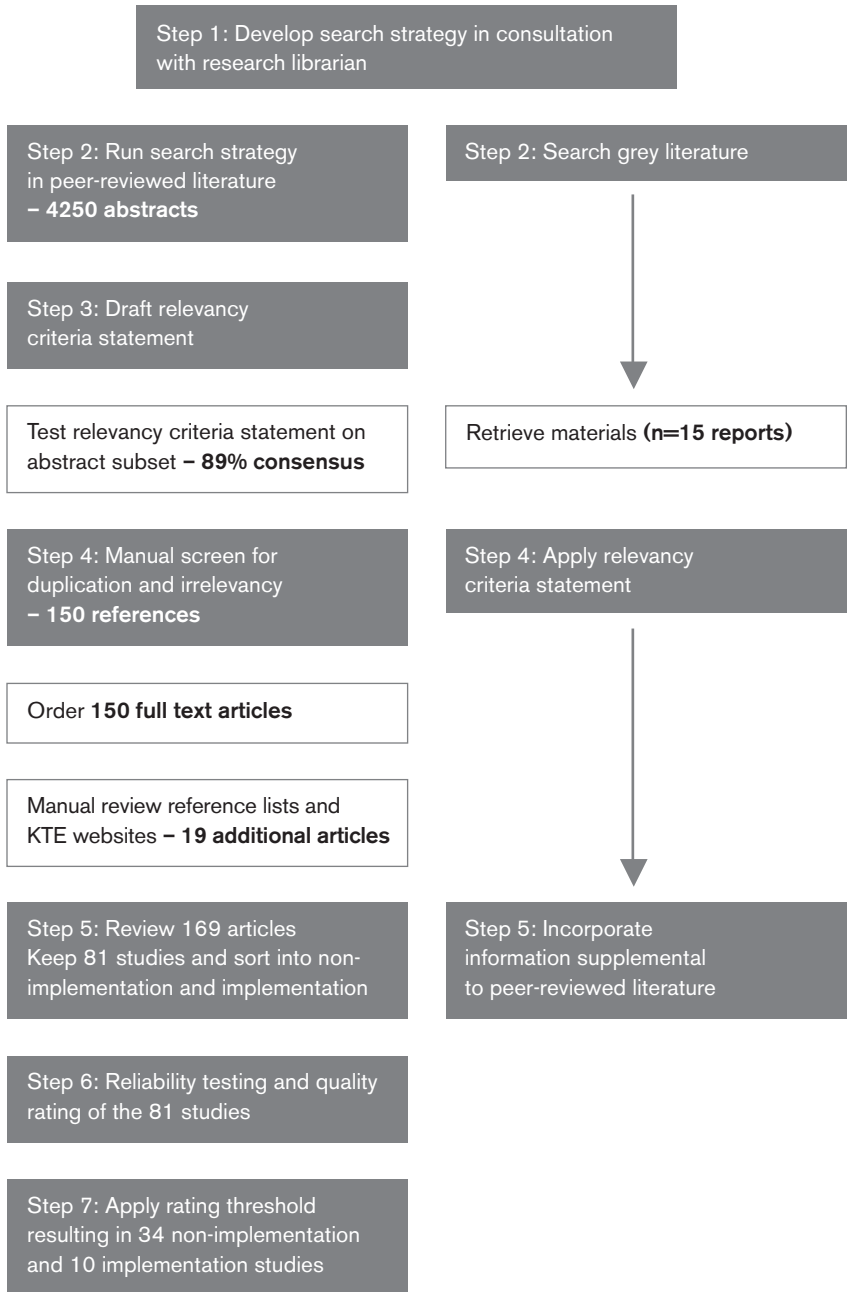 Step 1: Develop search strategy in consultation
with research librarian
Step 2: Run search strategy
in peer-reviewed literature
– 4250 abstracts
Step 2: Search grey literature
Step 3: Draft relevancy
criteria statement
Test relevancy criteria statement on
abstract subset – 89% consensus
Retrieve materials (n=15 reports)
Step 4: Manual screen for
duplication and irrelevancy
– 150 references
Step 4: Apply relevancy
criteria statement
Order 150 full text articles
Manual review reference lists and
KTE websites – 19 additional articles
Step 5: Review 169 articles
Keep 81 studies and sort into non-
implementation and implementation
Step 5: Incorporate
information supplemental
to peer-reviewed literature
Step 6: Reliability testing and quality
rating of the 81 studies
Step 7: Apply rating threshold
resulting in 34 non-implementation
and 10 implementation studies